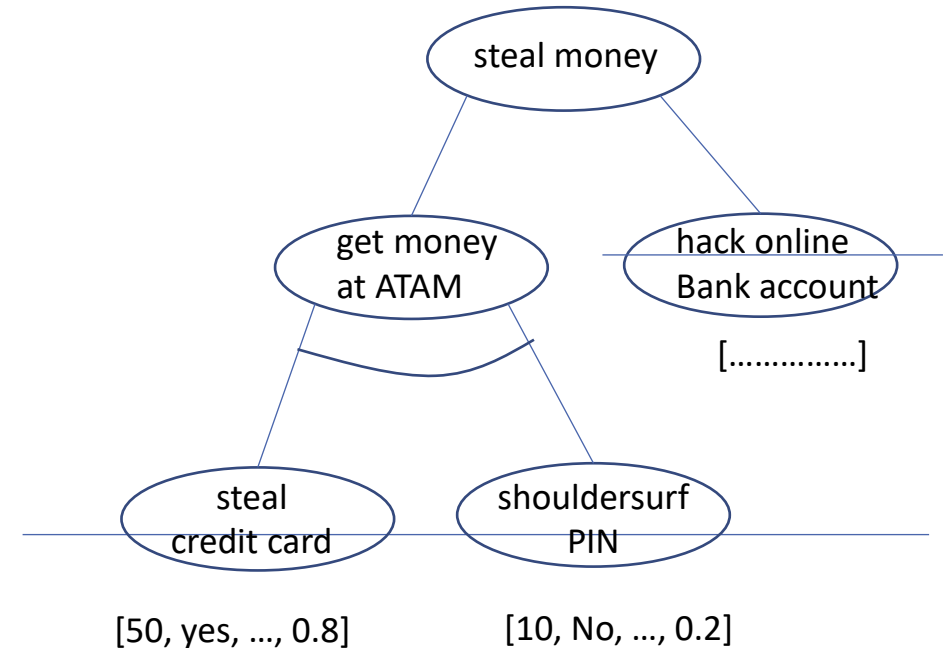 steal money
get money
at ATAM
hack online
Bank account
[……………]
steal
credit card
shouldersurf
PIN
[50, yes, …, 0.8]
[10, No, …, 0.2]